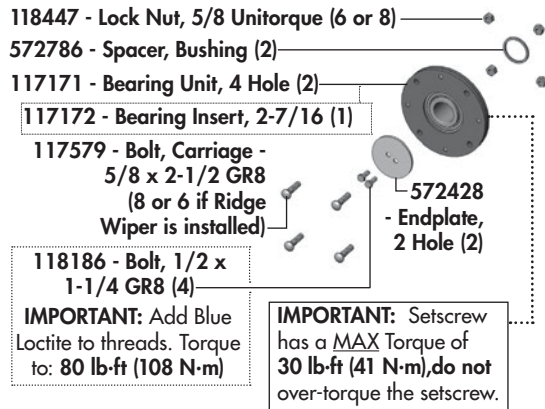 118447 - Lock Nut, 5/8 Unitorque (6 or 8)
572786 - Spacer, Bushing (2)
117171 - Bearing Unit, 4 Hole (2)
117172 - Bearing Insert, 2-7/16 (1)
117579 - Bolt, Carriage -
5/8 x 2-1/2 GR8
(8 or 6 if Ridge
Wiper is installed)
572428
- Endplate,
2 Hole (2)
118186 - Bolt, 1/2 x
1-1/4 GR8 (4)
IMPORTANT: Add Blue
Loctite to threads. Torque
to: 80 lb·ft (108 N·m)
IMPORTANT: Setscrew
has a MAX Torque of
30 lb·ft (41 N·m),do not
over-torque the setscrew.